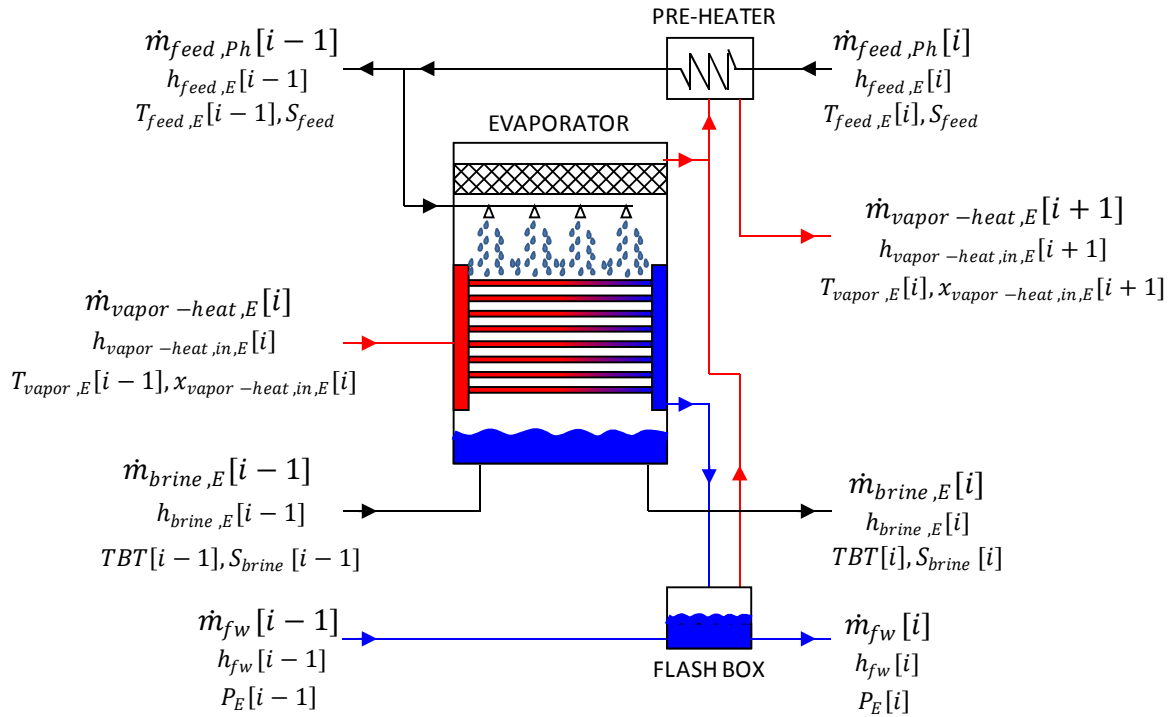 PRE-HEATER
ṁ_{feed,Ph}[i − 1]
h_{feed,E}[i − 1]
T_{feed,E}[i − 1], S_{feed}
ṁ_{feed,Ph}[i]
h_{feed,E}[i]
T_{feed,E}[i], S_{feed}
EVAPORATOR
ṁ_{vapor−heat,E}[i + 1]
h_{vapor−heat,in,E}[i + 1]
T_{vapor,E}[i], x_{vapor−heat,in,E}[i + 1]
ṁ_{vapor−heat,E}[i]
h_{vapor−heat,in,E}[i]
T_{vapor,E}[i − 1], x_{vapor−heat,in,E}[i]
ṁ_{brine,E}[i − 1]
h_{brine,E}[i − 1]
TBT[i − 1], S_{brine}[i − 1]
ṁ_{brine,E}[i]
h_{brine,E}[i]
TBT[i], S_{brine}[i]
ṁ_{fw}[i − 1]
h_{fw}[i − 1]
P_E[i − 1]
ṁ_{fw}[i]
h_{fw}[i]
P_E[i]
FLASH BOX